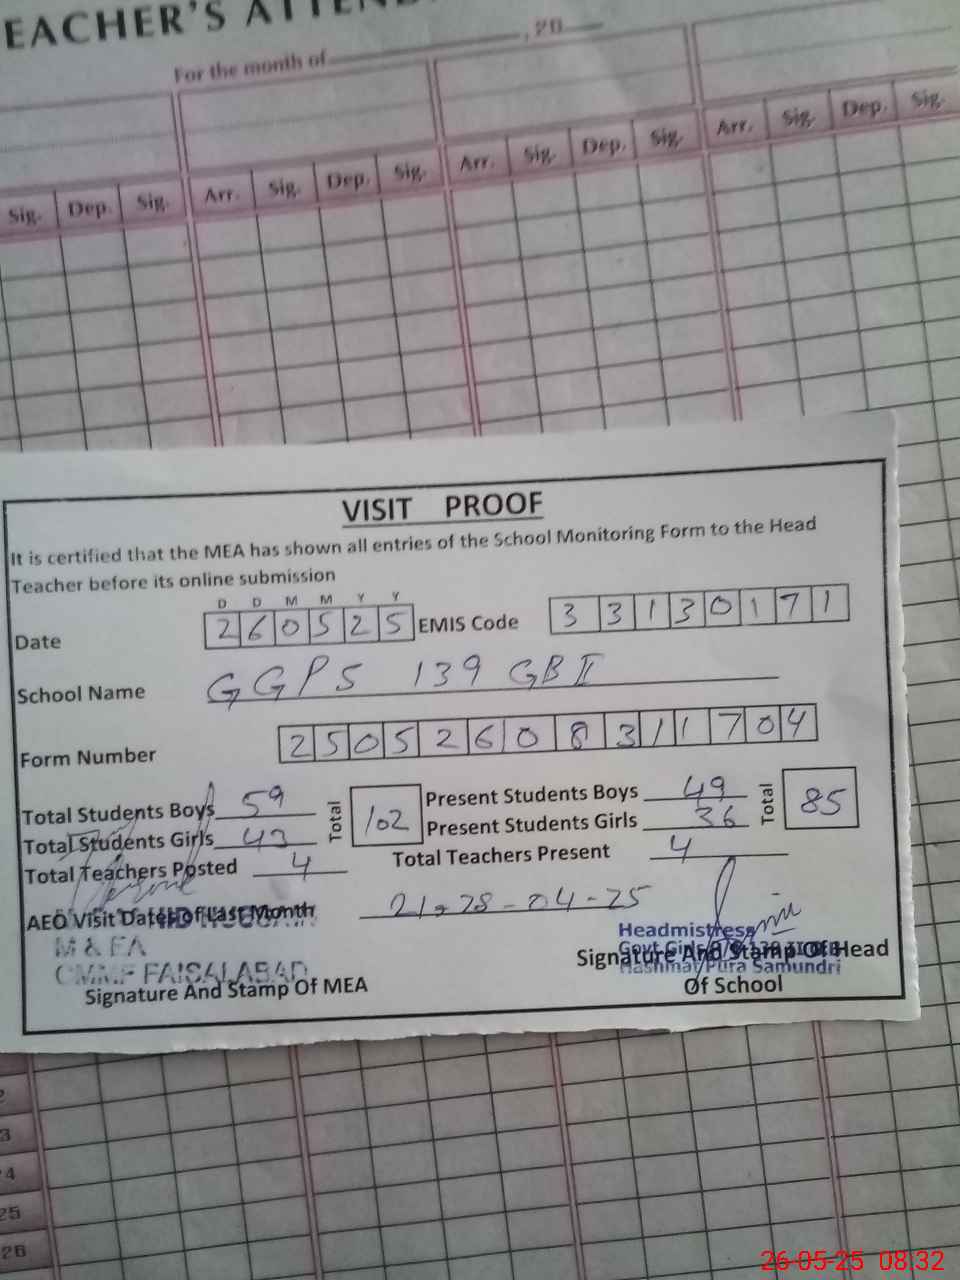 EACHER'S ATTEND
For the month of , 20
Sig. Dep. Sig. Arr. Sig. Dep. Sig. Arr. Sig. Dep. Sig. Arr. Sig. Dep. Sig.
VISIT PROOF
It is certified that the MEA has shown all entries of the School Monitoring Form to the Head
Teacher before its online submission
D D M M Y Y
Date 2 6 0 5 2 5 EMIS Code 3 3 1 3 0 1 7 1
School Name GGPS 139 GB II
Form Number 2 5 0 5 2 6 0 8 3 1 1 7 0 4
Total Students Boys 59 Total 102 Present Students Boys 49 Total 85
Total Students Girls 43 Present Students Girls 36
Total Teachers Posted 4 Total Teachers Present 4
AEO Visit Dates of Last Month 21, 28-04-25
Headmistress
M & EA
Govt Girls
Signature And Stamp Of Head
CMMF FAISALABAD
Hashmat Pura Samundri
Signature And Stamp Of MEA
Of School
3
4
25
26
26-05-25 08:32